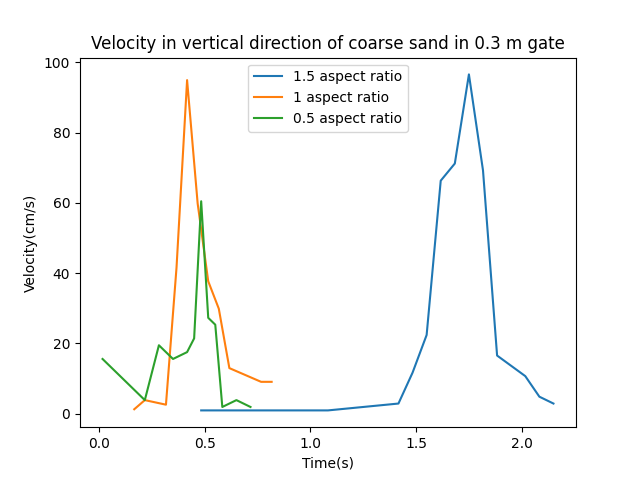 Velocity in vertical direction of coarse sand in 0.3 m gate
1.5 aspect ratio
1 aspect ratio
0.5 aspect ratio
Velocity(cm/s)
100
80
60
40
20
0
0.0 0.5 1.0 1.5 2.0
Time(s)